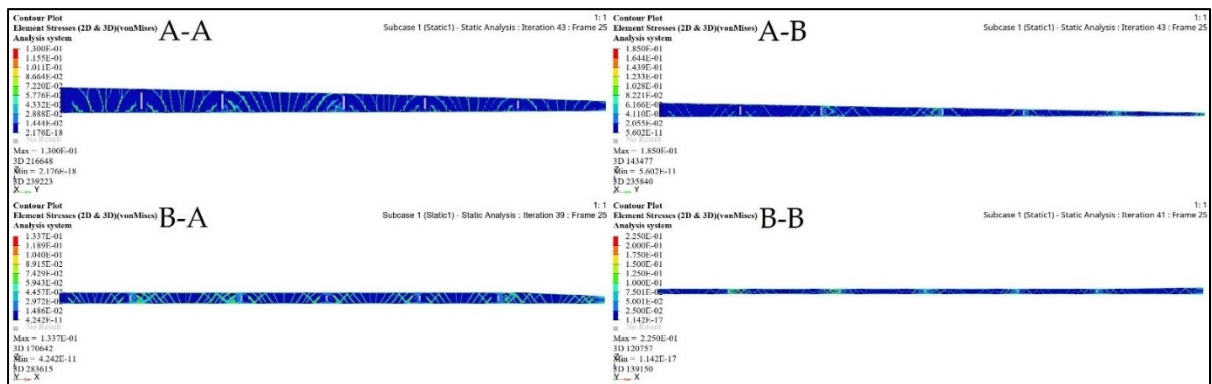 Contour Plot
Element Stresses (2D & 3D)(vonMises)
Analysis system
A-A
Subcase 1 (Static1) - Static Analysis : Iteration 43 : Frame 25
1: 1
1.300E-01
1.155E-01
1.011E-01
8.664E-02
7.220E-02
5.776E-02
4.332E-02
2.888E-02
1.444E-02
2.176E-18
No Result
Max = 1.300E-01
3D 216648
Min = 2.176E-18
3D 239223
Z
X Y
Contour Plot
Element Stresses (2D & 3D)(vonMises)
Analysis system
A-B
Subcase 1 (Static1) - Static Analysis : Iteration 43 : Frame 25
1: 1
1.850E-01
1.644E-01
1.439E-01
1.233E-01
1.028E-01
8.221E-02
6.166E-02
4.110E-02
2.055E-02
5.602E-11
No Result
Max = 1.850E-01
3D 143477
Min = 5.602E-11
3D 235840
Z
X Y
Contour Plot
Element Stresses (2D & 3D)(vonMises)
Analysis system
B-A
Subcase 1 (Static1) - Static Analysis : Iteration 39 : Frame 25
1: 1
1.337E-01
1.189E-01
1.040E-01
8.915E-02
7.429E-02
5.943E-02
4.457E-02
2.972E-02
1.486E-02
4.242E-11
No Result
Max = 1.337E-01
3D 170642
Min = 4.242E-11
3D 283615
Z
Y X
Contour Plot
Element Stresses (2D & 3D)(vonMises)
Analysis system
B-B
Subcase 1 (Static1) - Static Analysis : Iteration 41 : Frame 25
1: 1
2.250E-01
2.000E-01
1.750E-01
1.500E-01
1.250E-01
1.000E-01
7.501E-02
5.001E-02
2.500E-02
1.142E-17
No Result
Max = 2.250E-01
3D 120757
Min = 1.142E-17
3D 139150
Z
Y X